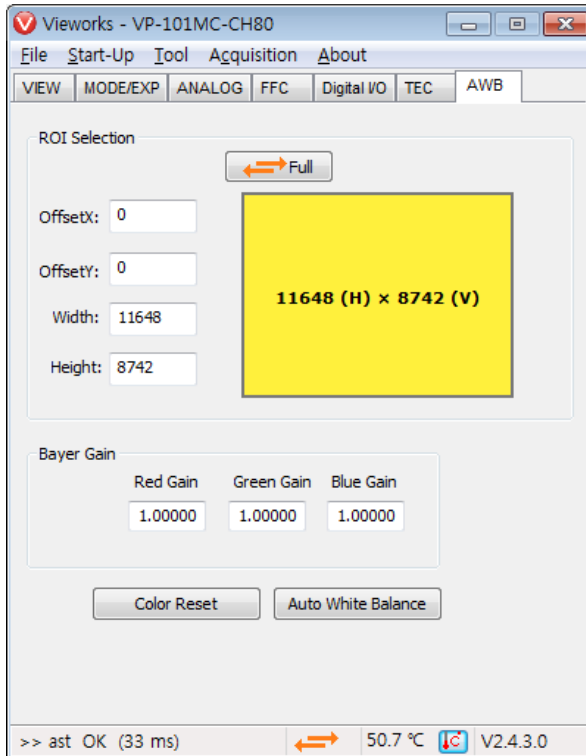 Vieworks - VP-101MC-CH80
File Start-Up Tool Acquisition About
VIEW MODE/EXP ANALOG FFC Digital I/O TEC AWB
ROI Selection
Full
OffsetX: 0
OffsetY: 0
Width: 11648
Height: 8742
11648 (H) × 8742 (V)
Bayer Gain
Red Gain Green Gain Blue Gain
1.00000 1.00000 1.00000
Color Reset Auto White Balance
>> ast OK (33 ms) 50.7 ℃ C V2.4.3.0